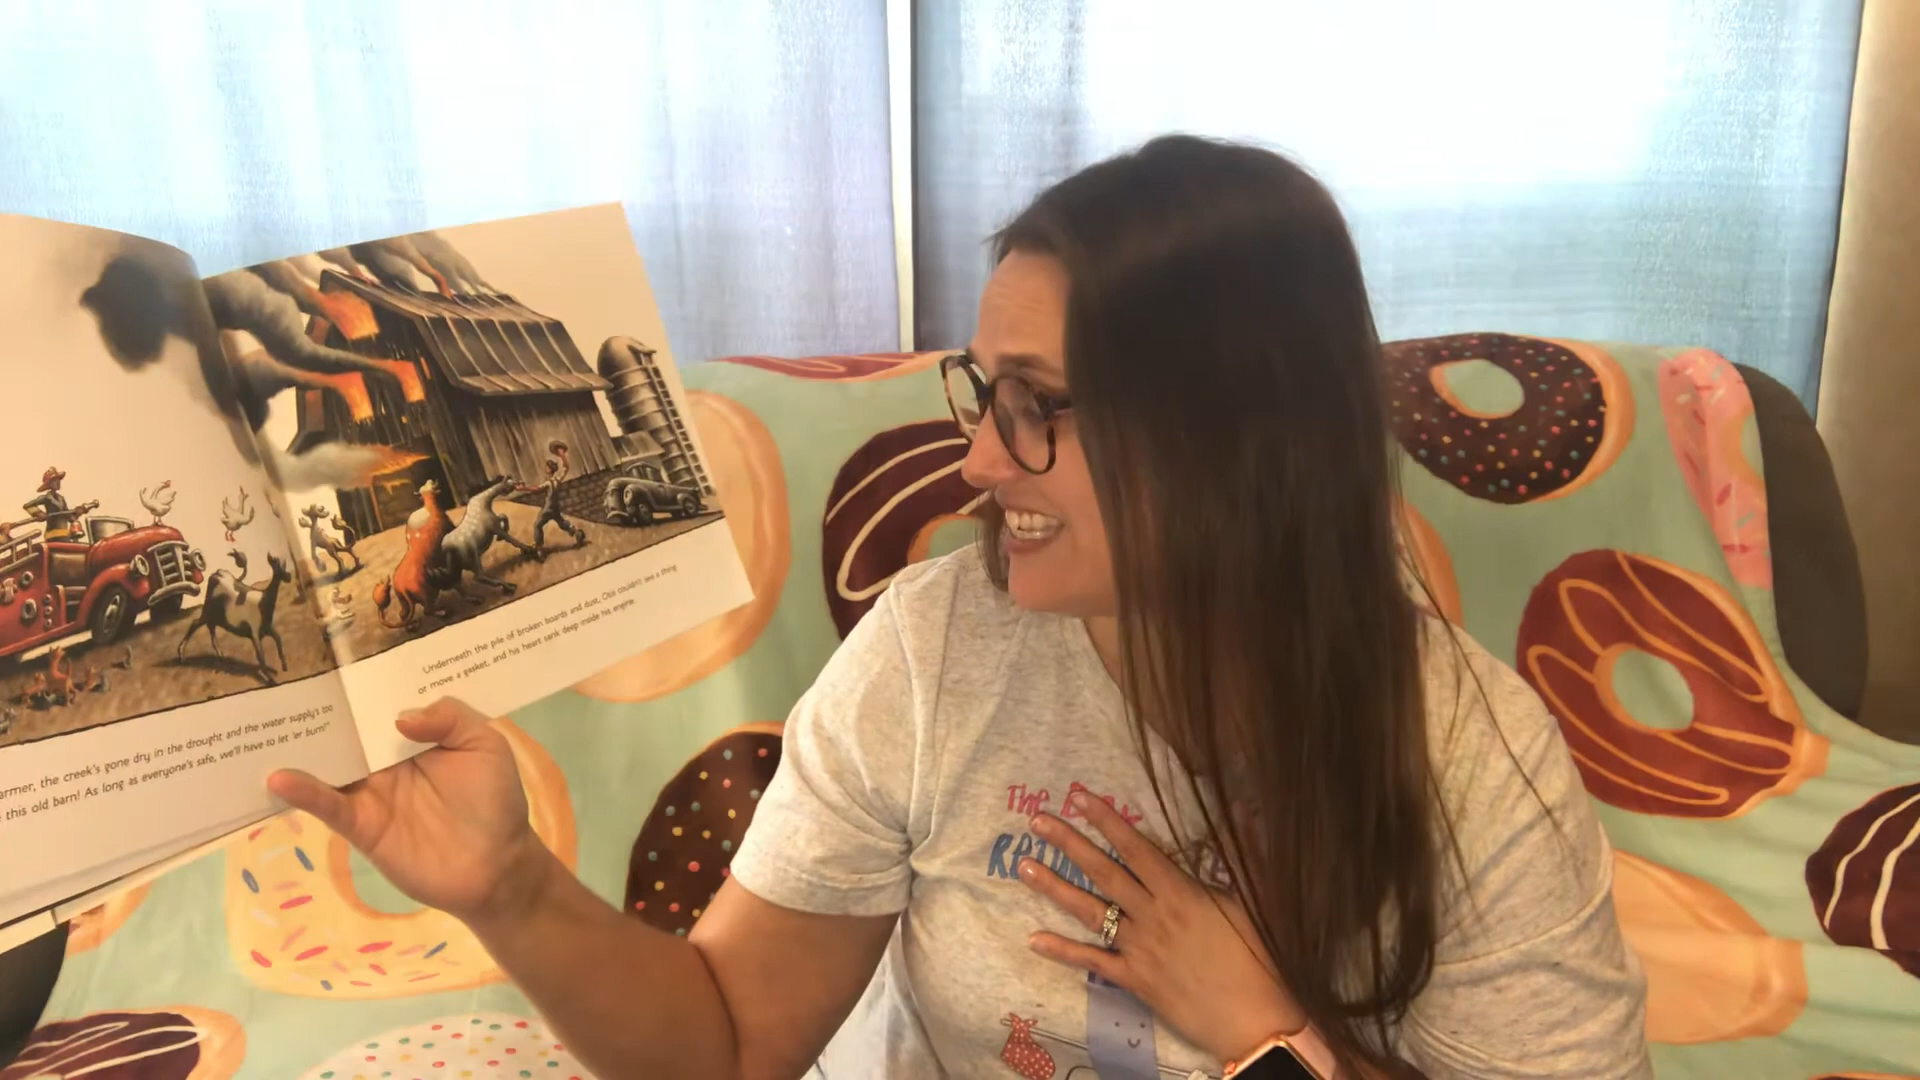 armer, the creek's gone dry in the drought and the water supply's too
this old barn! As long as everyone's safe, we'll have to let 'er burn!"
Underneath the pile of broken boards and dust, Otis couldn't see a thing
or move a gasket, and his heart sank deep inside his engine.
The